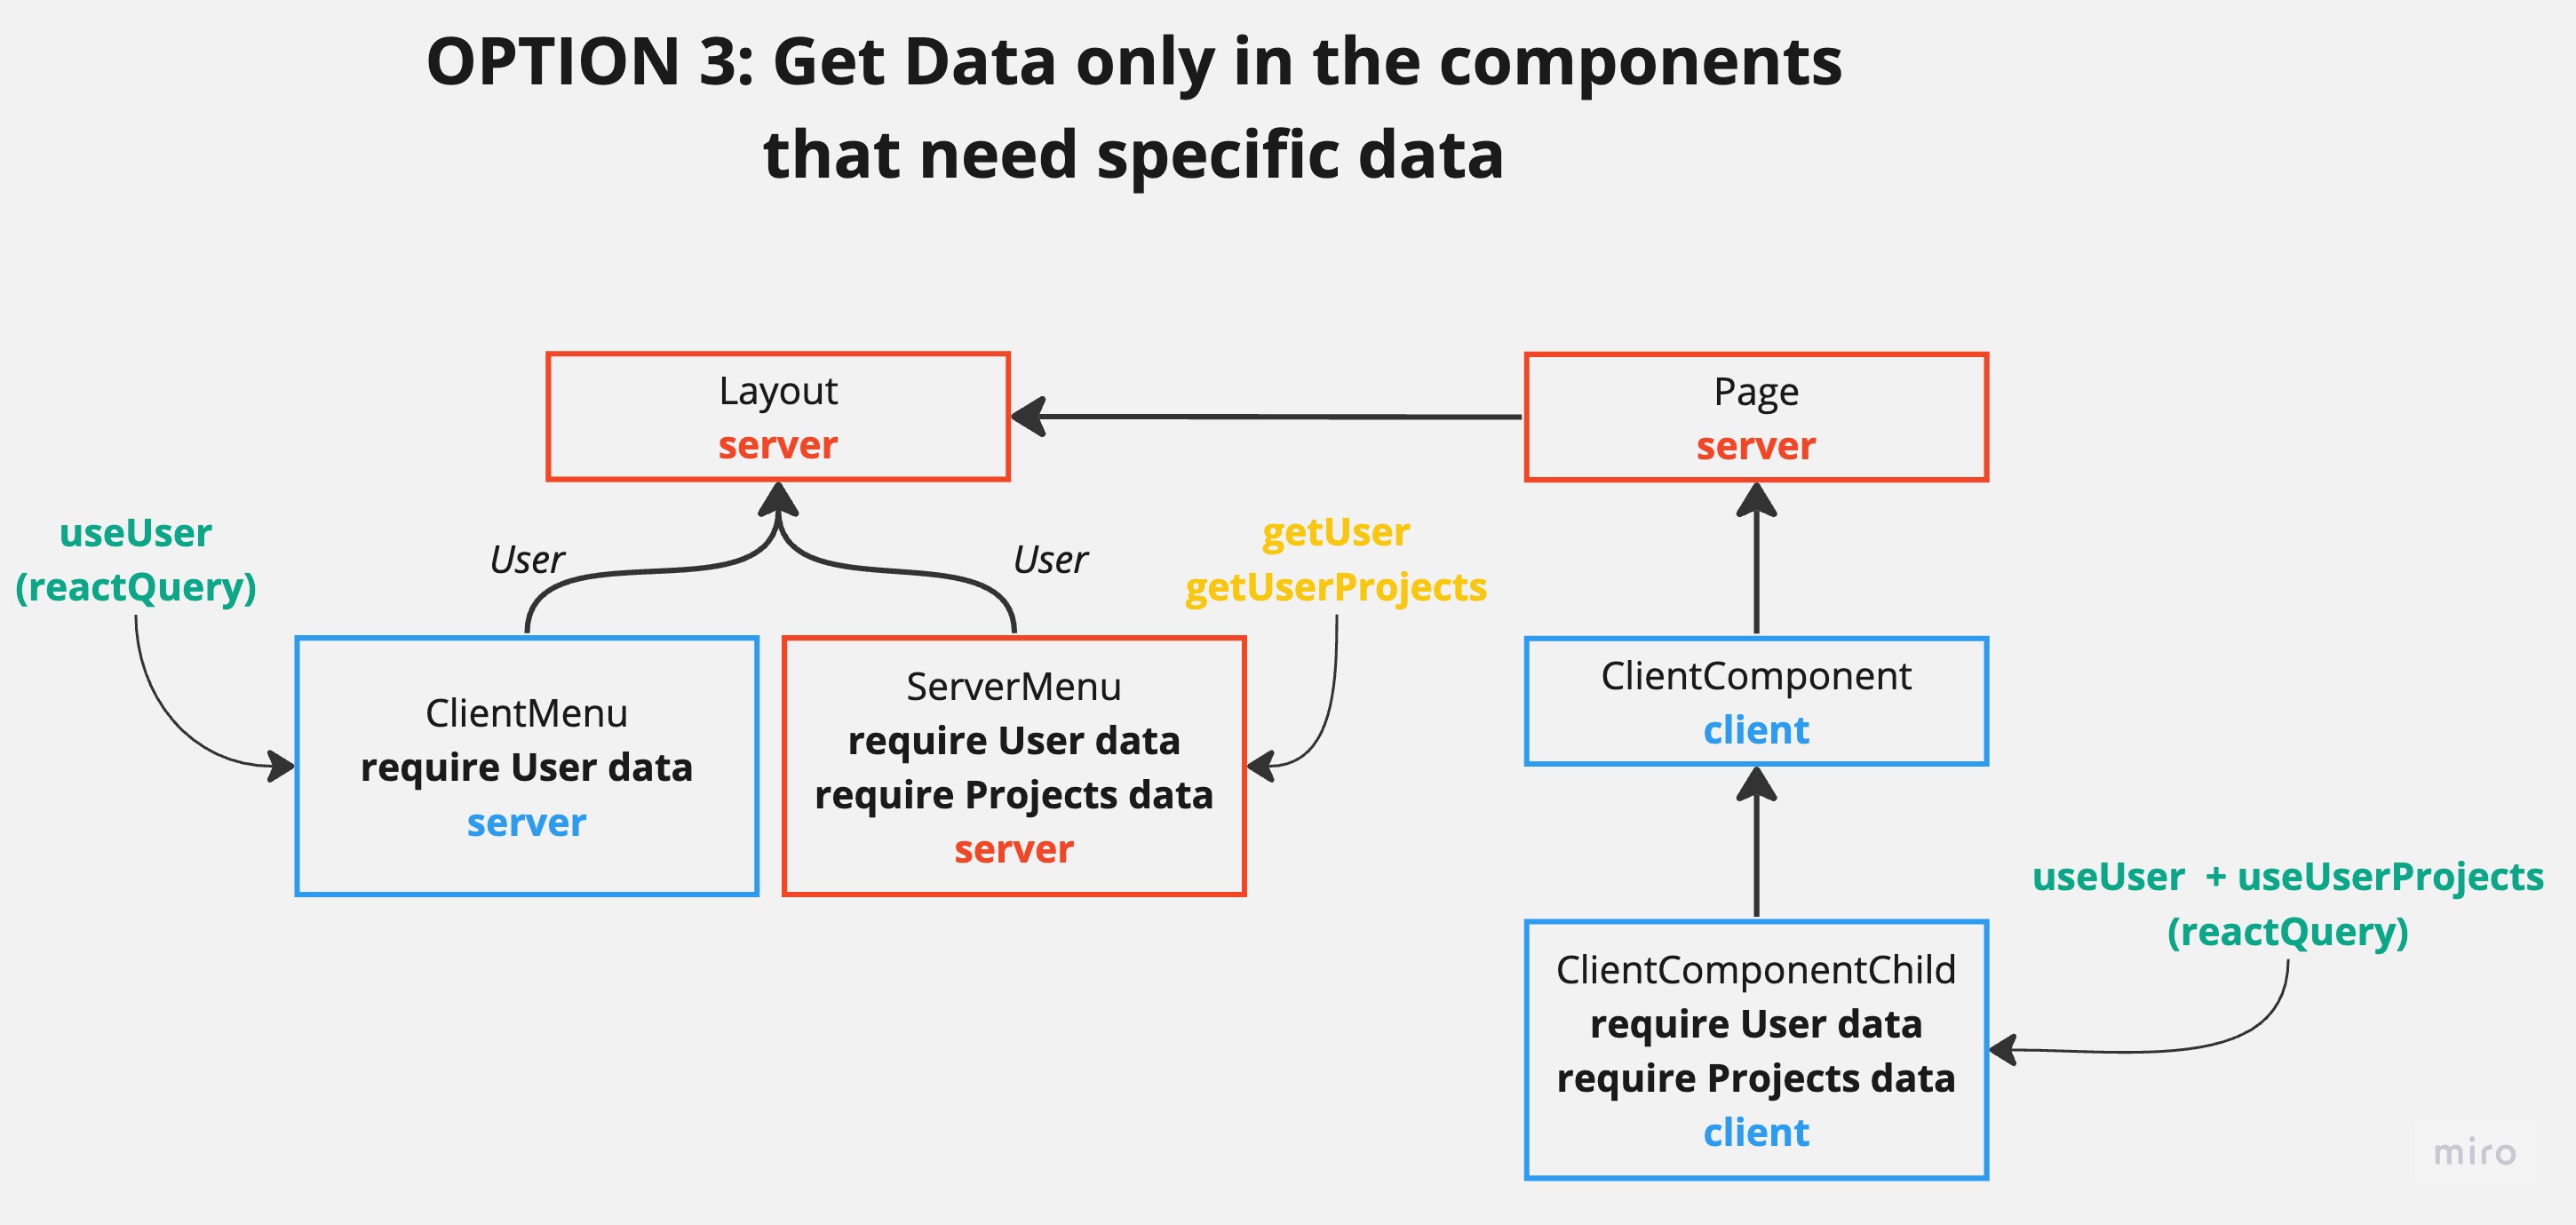 OPTION 3: Get Data only in the components
that need specific data
Layout
server
Page
server
useUser
(reactQuery)
User
User
getUser
getUserProjects
ClientMenu
require User data
server
ServerMenu
require User data
require Projects data
server
ClientComponent
client
useUser + useUserProjects
(reactQuery)
ClientComponentChild
require User data
require Projects data
client
miro